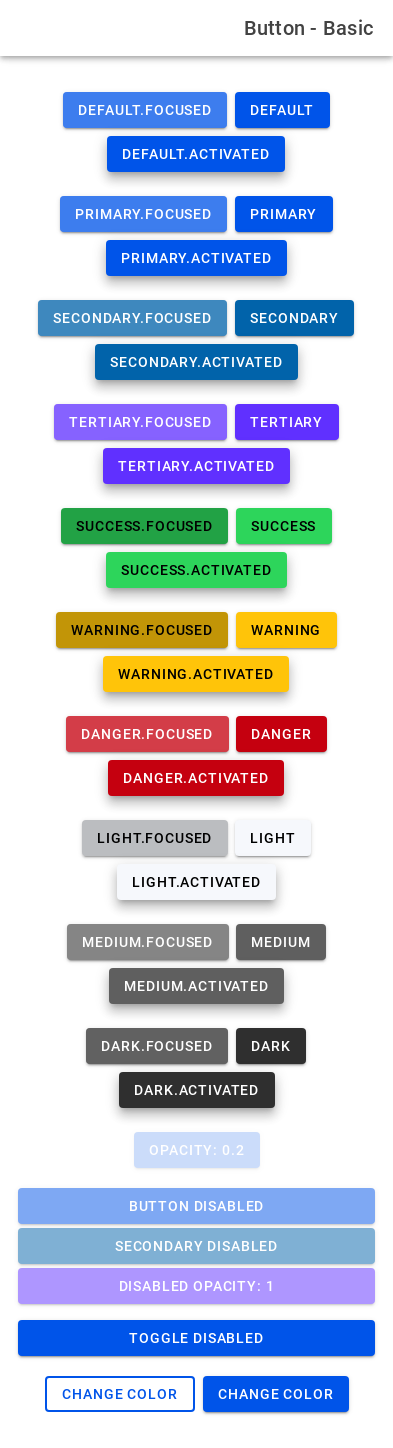 Button - Basic
DEFAULT.FOCUSED DEFAULT
DEFAULT.ACTIVATED
PRIMARY.FOCUSED PRIMARY
PRIMARY.ACTIVATED
SECONDARY.FOCUSED SECONDARY
SECONDARY.ACTIVATED
TERTIARY.FOCUSED TERTIARY
TERTIARY.ACTIVATED
SUCCESS.FOCUSED SUCCESS
SUCCESS.ACTIVATED
WARNING.FOCUSED WARNING
WARNING.ACTIVATED
DANGER.FOCUSED DANGER
DANGER.ACTIVATED
LIGHT.FOCUSED LIGHT
LIGHT.ACTIVATED
MEDIUM.FOCUSED MEDIUM
MEDIUM.ACTIVATED
DARK.FOCUSED DARK
DARK.ACTIVATED
OPACITY: 0.2
BUTTON DISABLED
SECONDARY DISABLED
DISABLED OPACITY: 1
TOGGLE DISABLED
CHANGE COLOR CHANGE COLOR